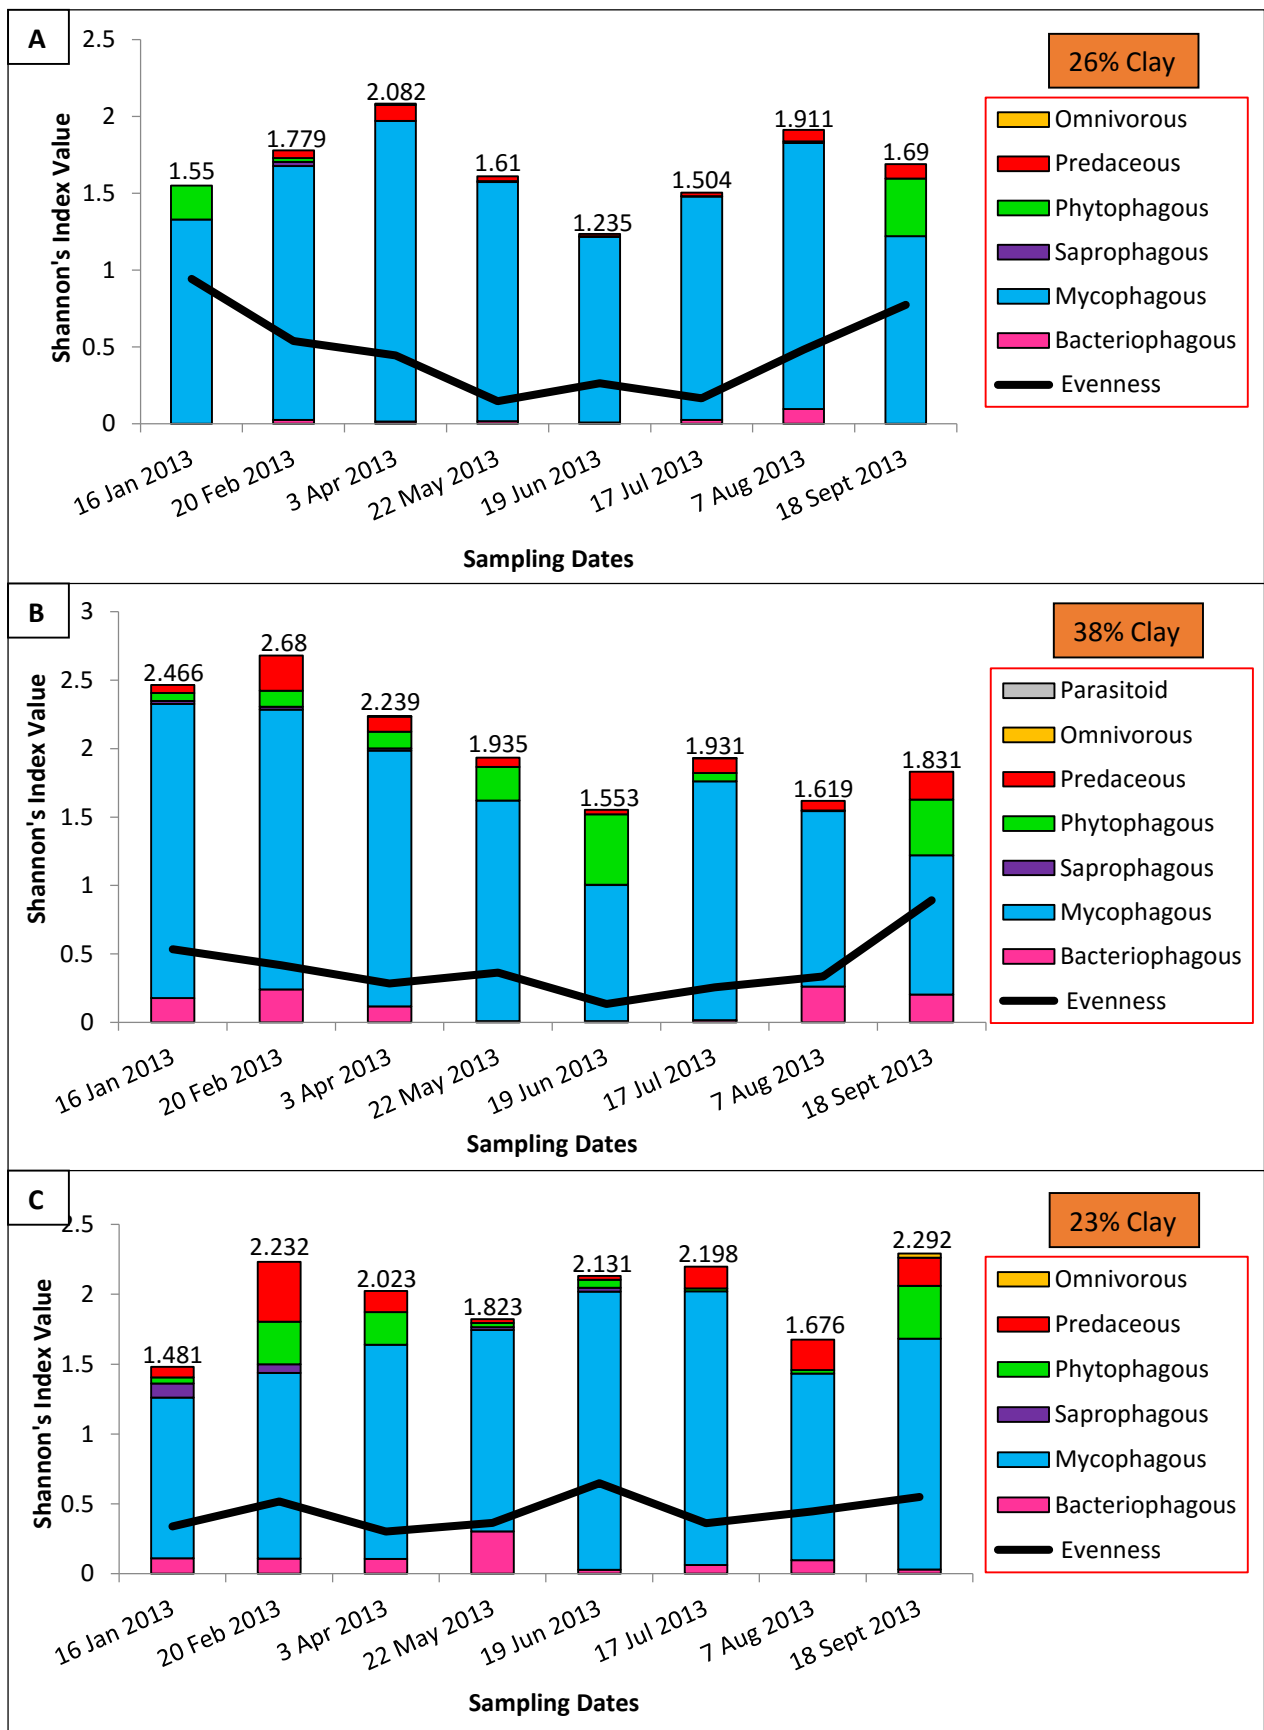 A
26% Clay
Shannon's Index Value
2.5
2
1.5
1
0.5
0
1.55
1.779
2.082
1.61
1.235
1.504
1.911
1.69
Omnivorous
Predaceous
Phytophagous
Saprophagous
Mycophagous
Bacteriophagous
Evenness
16 Jan 2013
20 Feb 2013
3 Apr 2013
22 May 2013
19 Jun 2013
17 Jul 2013
7 Aug 2013
18 Sept 2013
Sampling Dates
B
38% Clay
Shannon's Index Value
3
2.5
2
1.5
1
0.5
0
2.466
2.68
2.239
1.935
1.553
1.931
1.619
1.831
Parasitoid
Omnivorous
Predaceous
Phytophagous
Saprophagous
Mycophagous
Bacteriophagous
Evenness
16 Jan 2013
20 Feb 2013
3 Apr 2013
22 May 2013
19 Jun 2013
17 Jul 2013
7 Aug 2013
18 Sept 2013
Sampling Dates
C
23% Clay
Shannon's Index Value
2.5
2
1.5
1
0.5
0
1.481
2.232
2.023
1.823
2.131
2.198
1.676
2.292
Omnivorous
Predaceous
Phytophagous
Saprophagous
Mycophagous
Bacteriophagous
Evenness
16 Jan 2013
20 Feb 2013
3 Apr 2013
22 May 2013
19 Jun 2013
17 Jul 2013
7 Aug 2013
18 Sept 2013
Sampling Dates